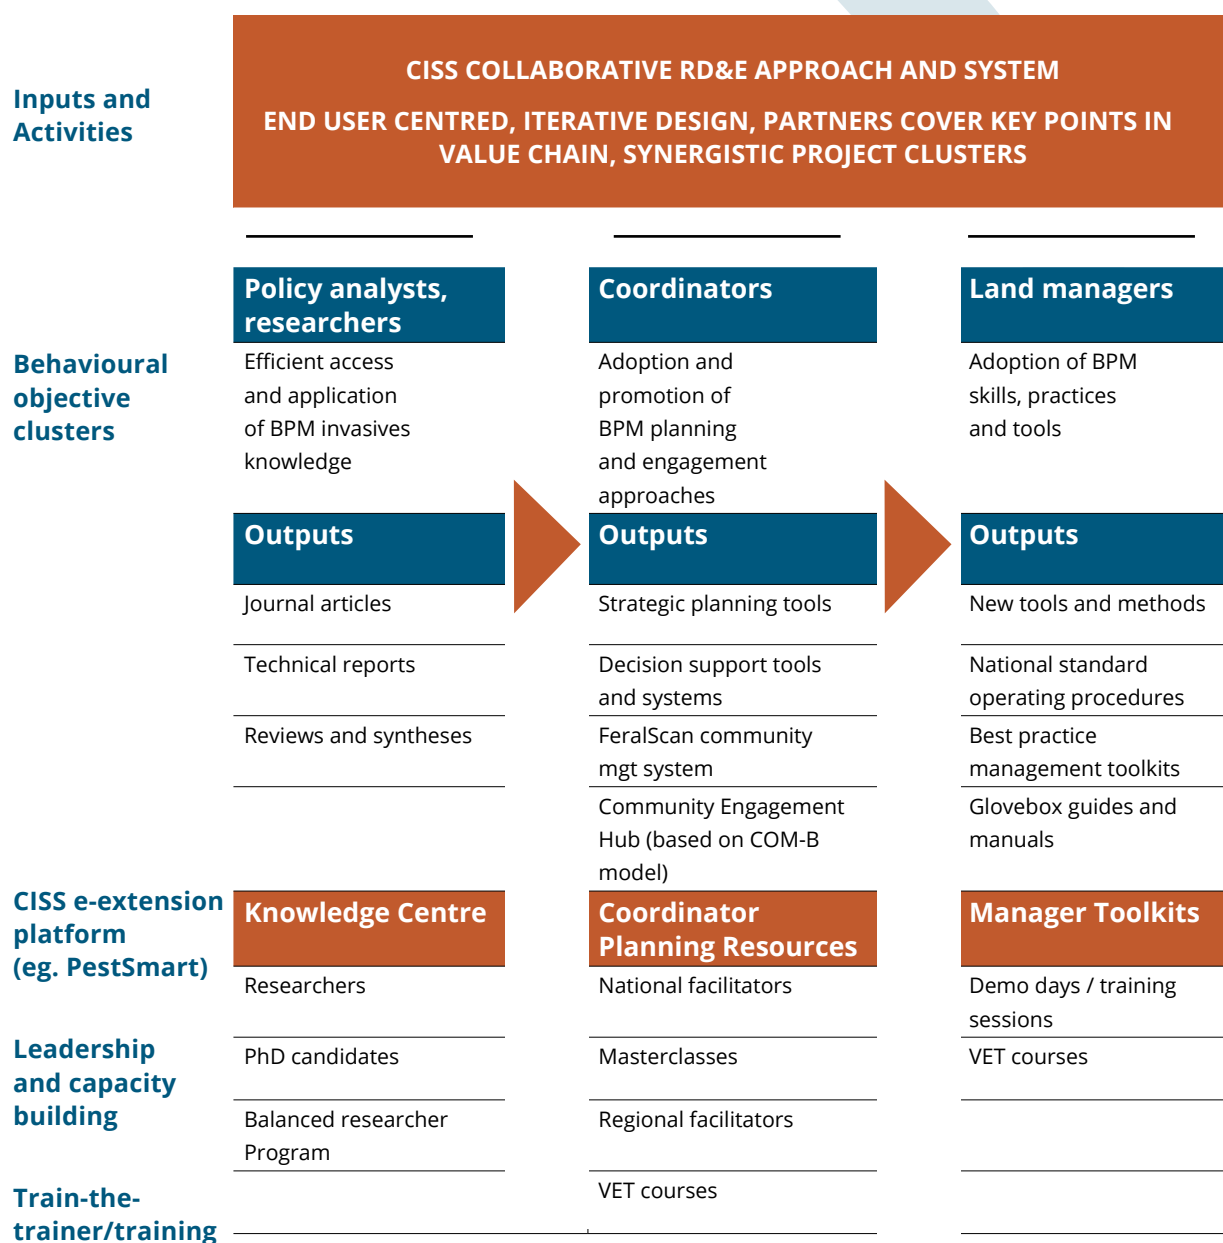 Inputs and
Activities
CISS COLLABORATIVE RD&E APPROACH AND SYSTEM
END USER CENTRED, ITERATIVE DESIGN, PARTNERS COVER KEY POINTS IN
VALUE CHAIN, SYNERGISTIC PROJECT CLUSTERS
Behavioural
objective
clusters
Policy analysts,
researchers
Efficient access
and application
of BPM invasives
knowledge
Outputs
Journal articles
Technical reports
Reviews and syntheses
Coordinators
Adoption and
promotion of
BPM planning
and engagement
approaches
Outputs
Strategic planning tools
Decision support tools
and systems
FeralScan community
mgt system
Community Engagement
Hub (based on COM-B
model)
Land managers
Adoption of BPM
skills, practices
and tools
Outputs
New tools and methods
National standard
operating procedures
Best practice
management toolkits
Glovebox guides and
manuals
CISS e-extension
platform
(eg. PestSmart)
Leadership
and capacity
building
Train-the-
trainer/training
Knowledge Centre
Researchers
PhD candidates
Balanced researcher
Program
Coordinator
Planning Resources
National facilitators
Masterclasses
Regional facilitators
VET courses
Manager Toolkits
Demo days / training
sessions
VET courses